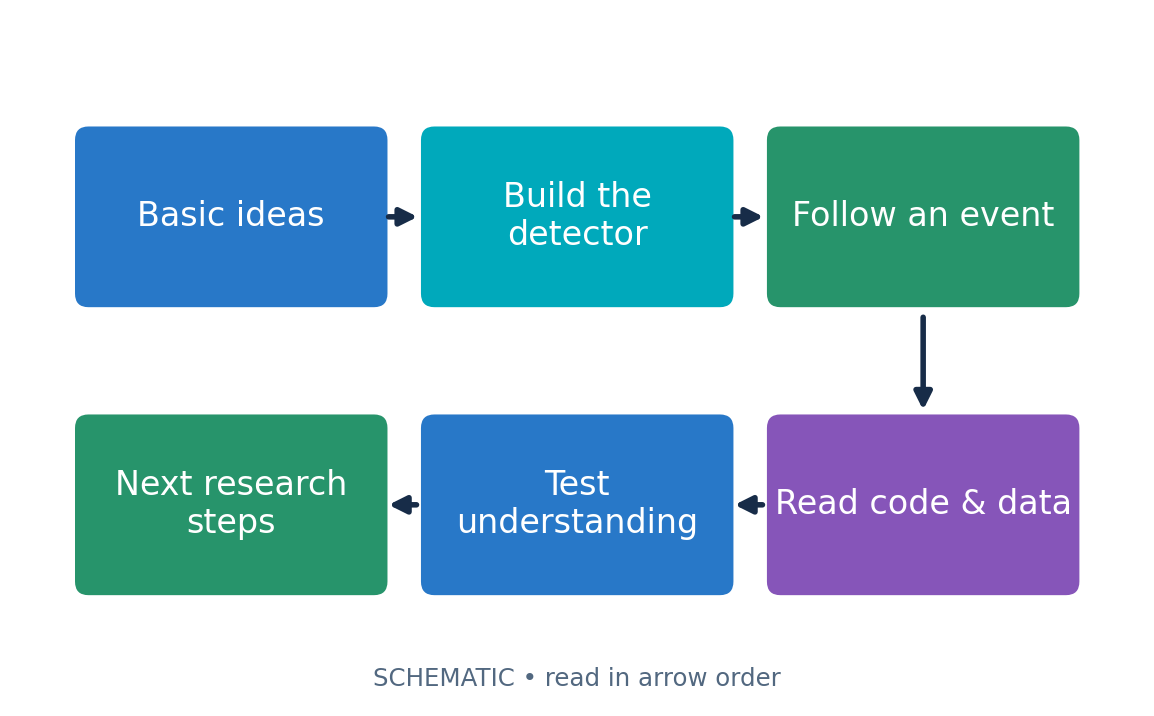 Basic ideas
Build the
detector
Follow an event
Read code & data
Test
understanding
Next research
steps
SCHEMATIC • read in arrow order